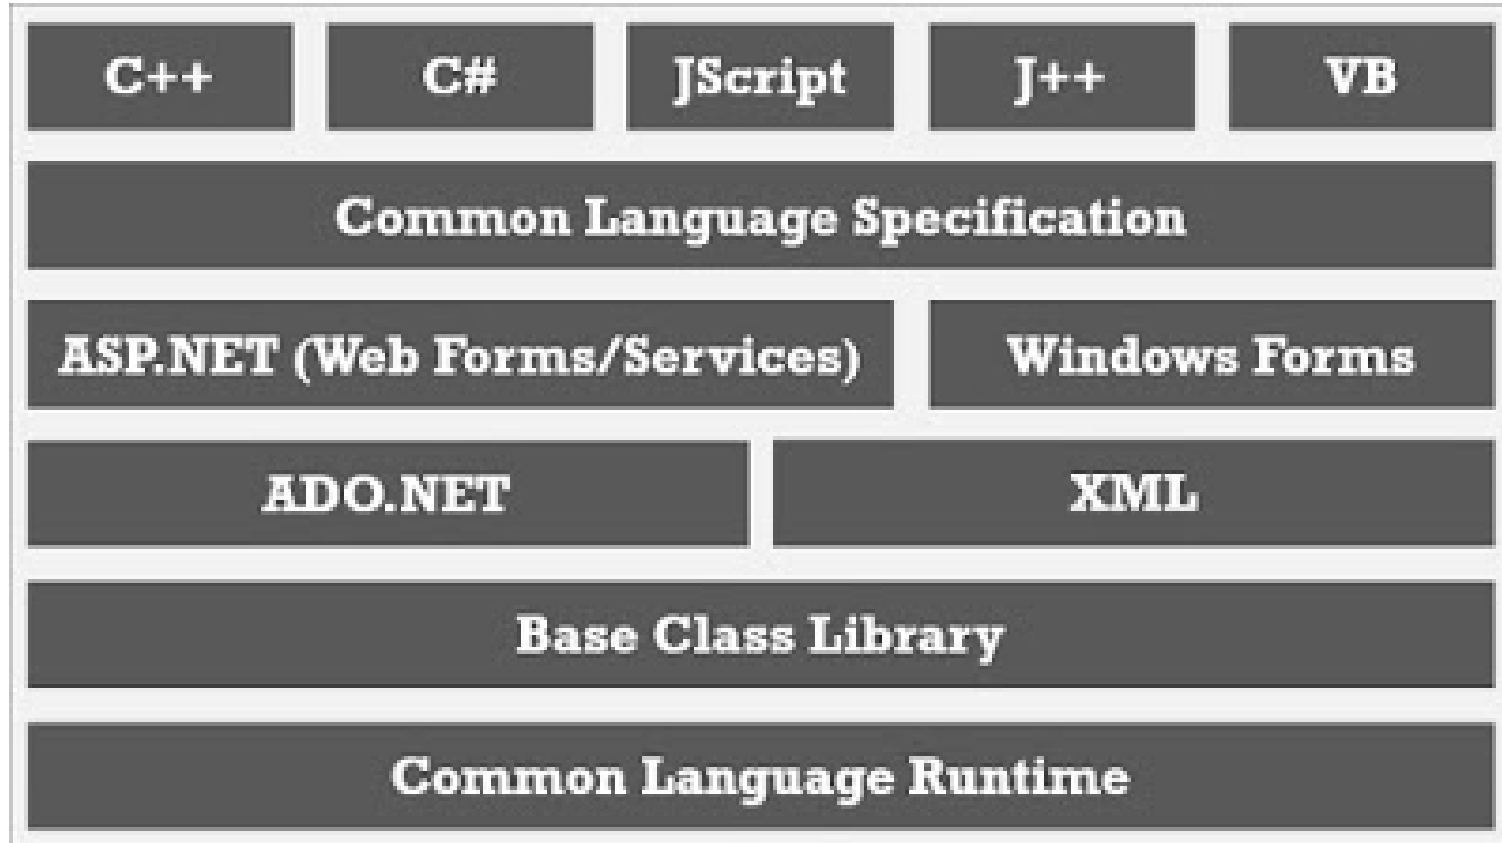 C++ C# JScript J++ VB
Common Language Specification
ASP.NET (Web Forms/Services) Windows Forms
ADO.NET XML
Base Class Library
Common Language Runtime